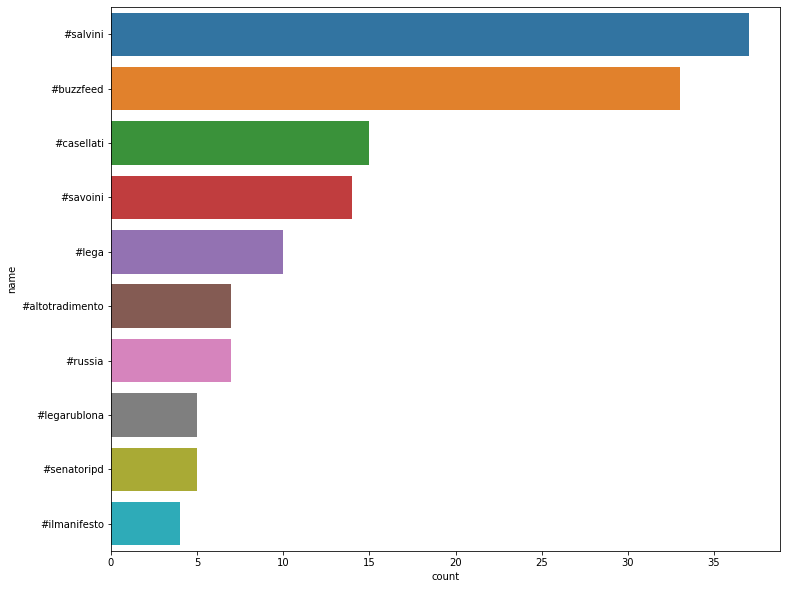 #salvini
#buzzfeed
#casellati
#savoini
#lega
#altotradimento
#russia
#legarublona
#senatoripd
#ilmanifesto
name
0 5 10 15 20 25 30 35
count